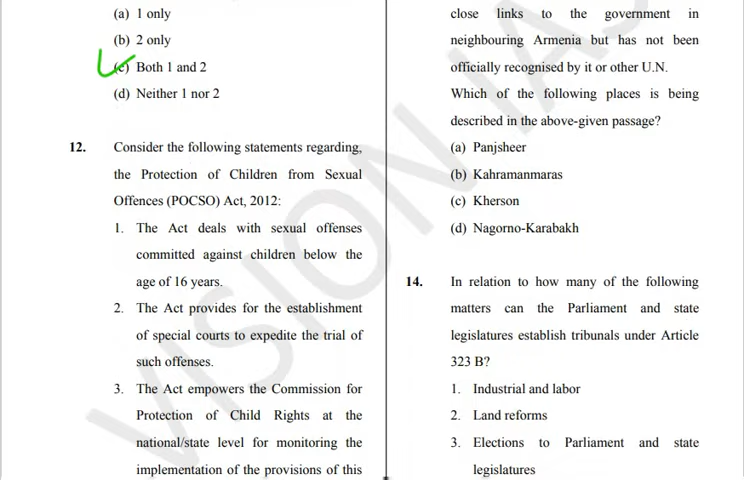 (a) 1 only
(b) 2 only
(c) Both 1 and 2
(d) Neither 1 nor 2
12. Consider the following statements regarding,
the Protection of Children from Sexual
Offences (POCSO) Act, 2012:
1. The Act deals with sexual offenses
committed against children below the
age of 16 years.
2. The Act provides for the establishment
of special courts to expedite the trial of
such offenses.
3. The Act empowers the Commission for
Protection of Child Rights at the
national/state level for monitoring the
implementation of the provisions of this
close links to the government in
neighbouring Armenia but has not been
officially recognised by it or other U.N.
Which of the following places is being
described in the above-given passage?
(a) Panjsheer
(b) Kahramanmaras
(c) Kherson
(d) Nagorno-Karabakh
14. In relation to how many of the following
matters can the Parliament and state
legislatures establish tribunals under Article
323 B?
1. Industrial and labor
2. Land reforms
3. Elections to Parliament and state
legislatures
VISION IAS